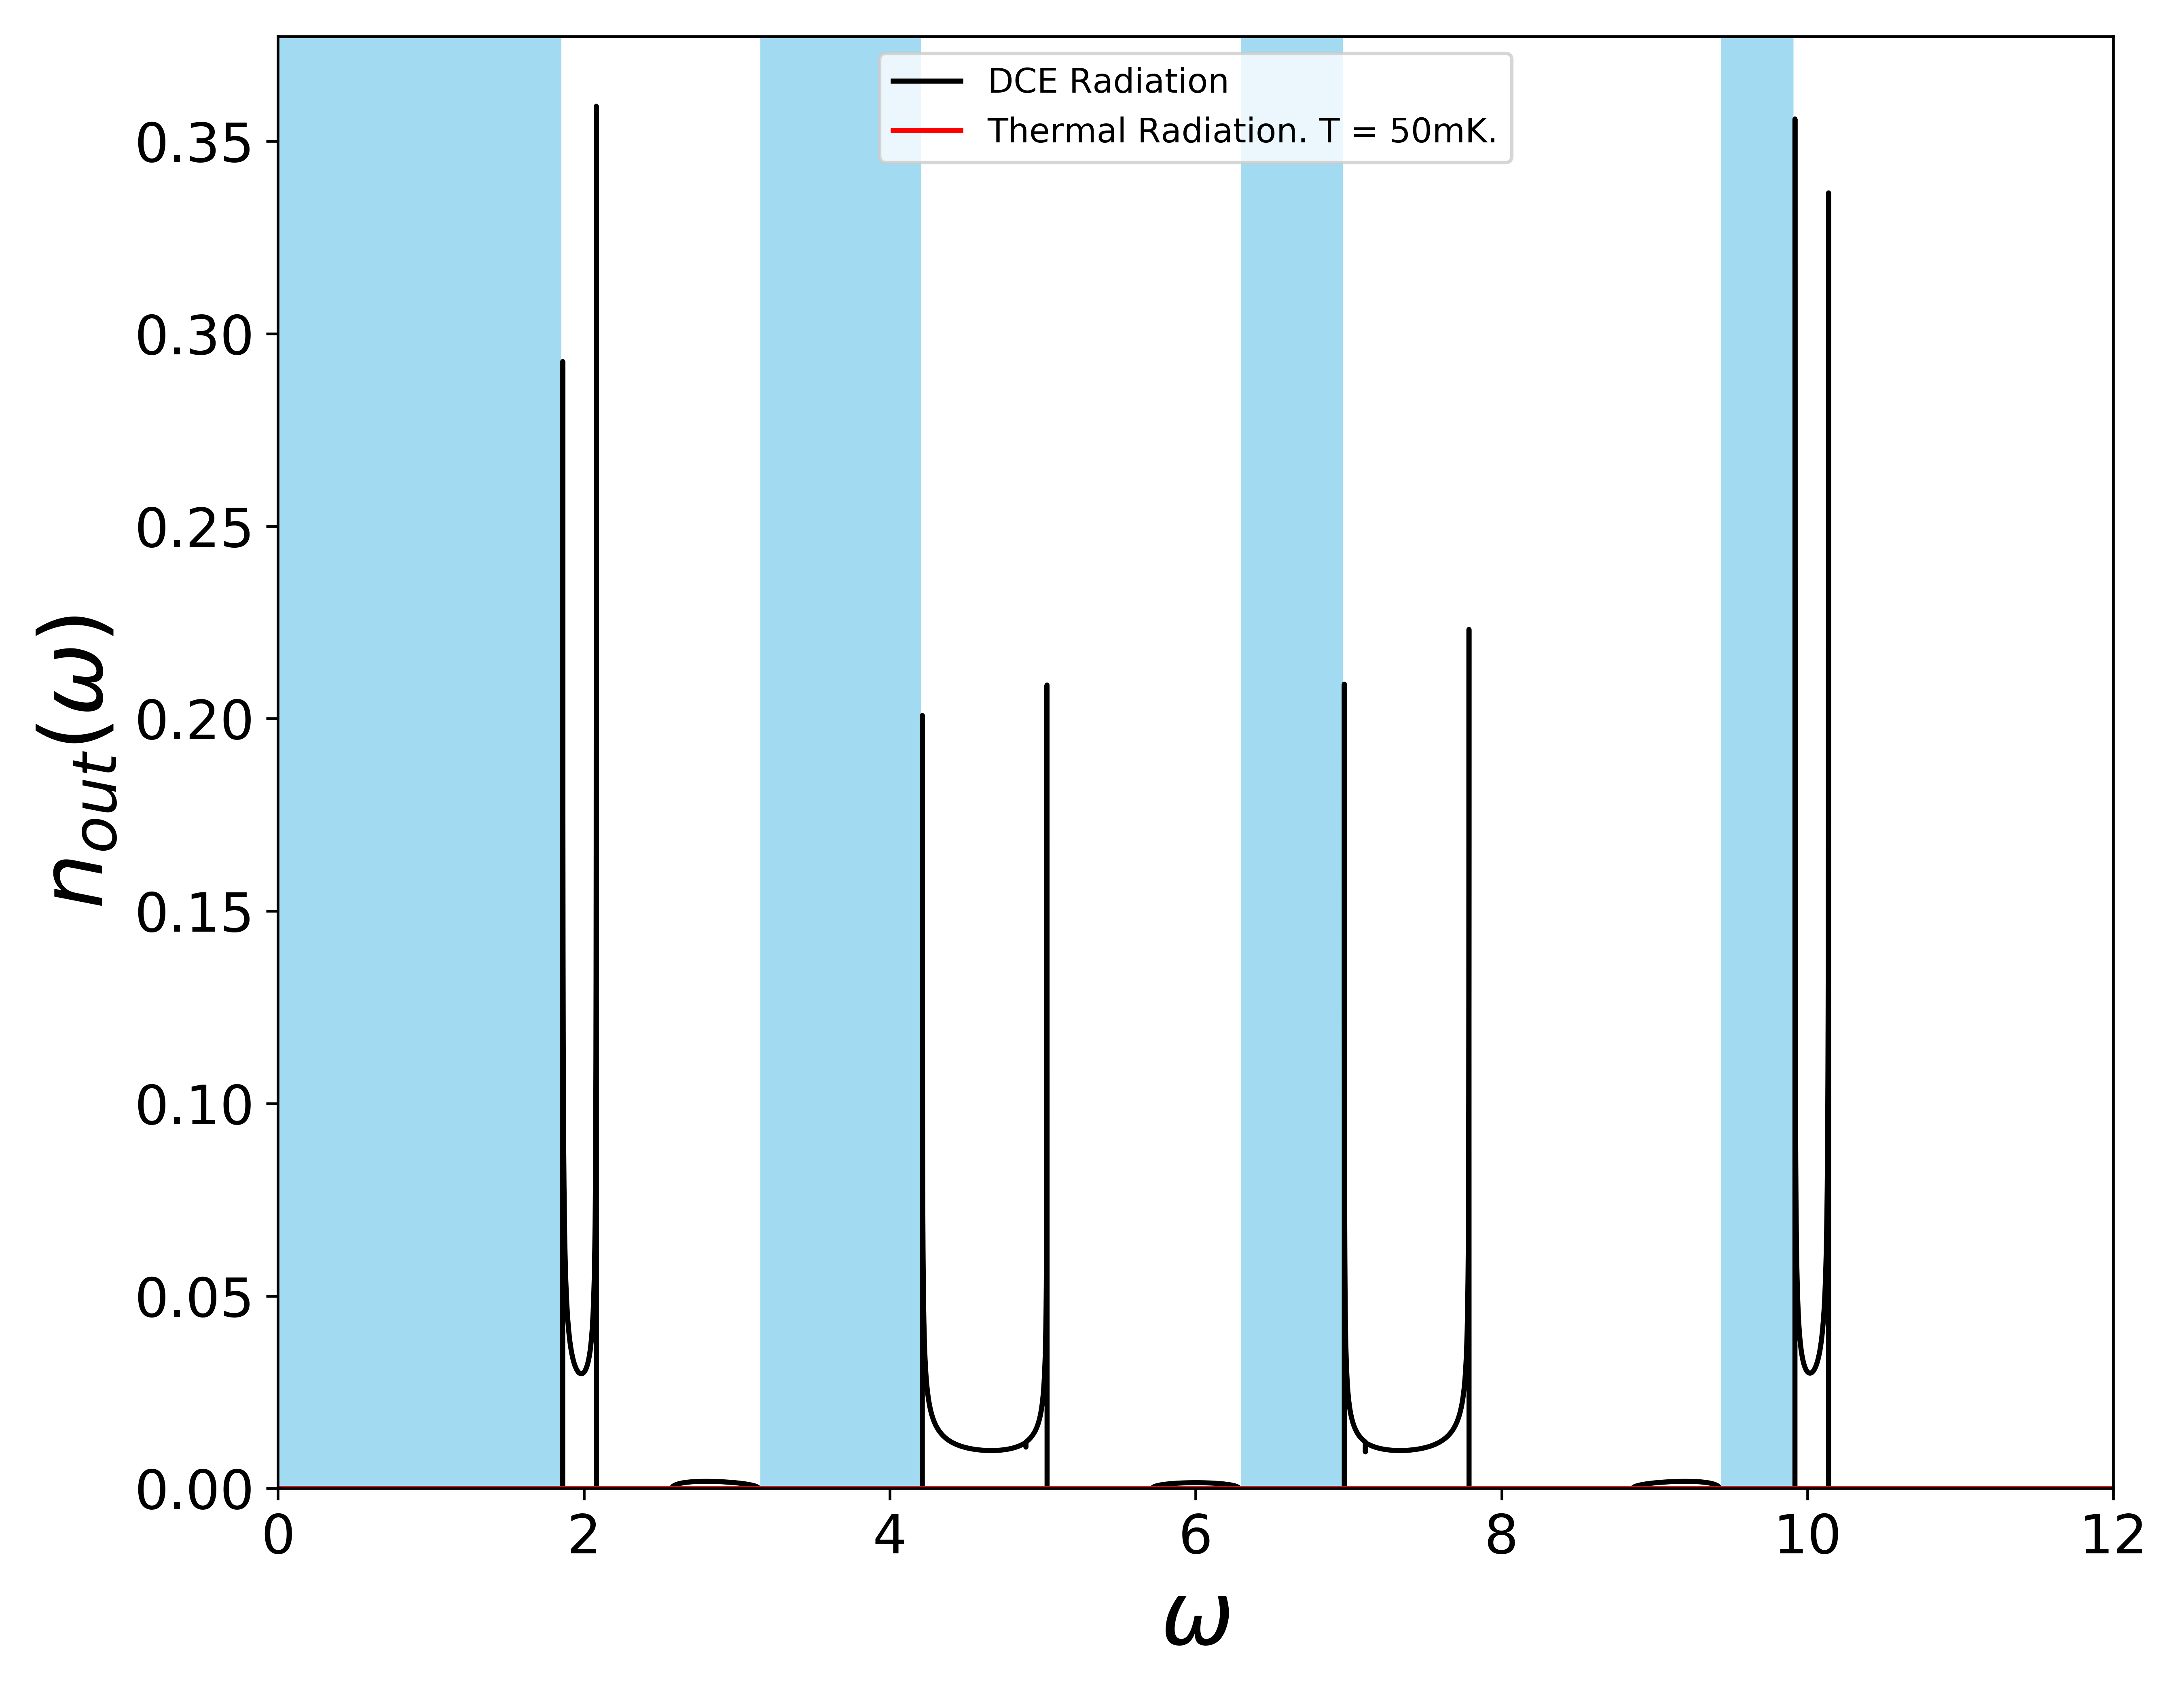 DCE Radiation
Thermal Radiation. T = 50mK.
0.35
0.30
0.25
0.20
0.15
0.10
0.05
0.00
n_out(ω))
0 2 4 6 8 10 12
ω